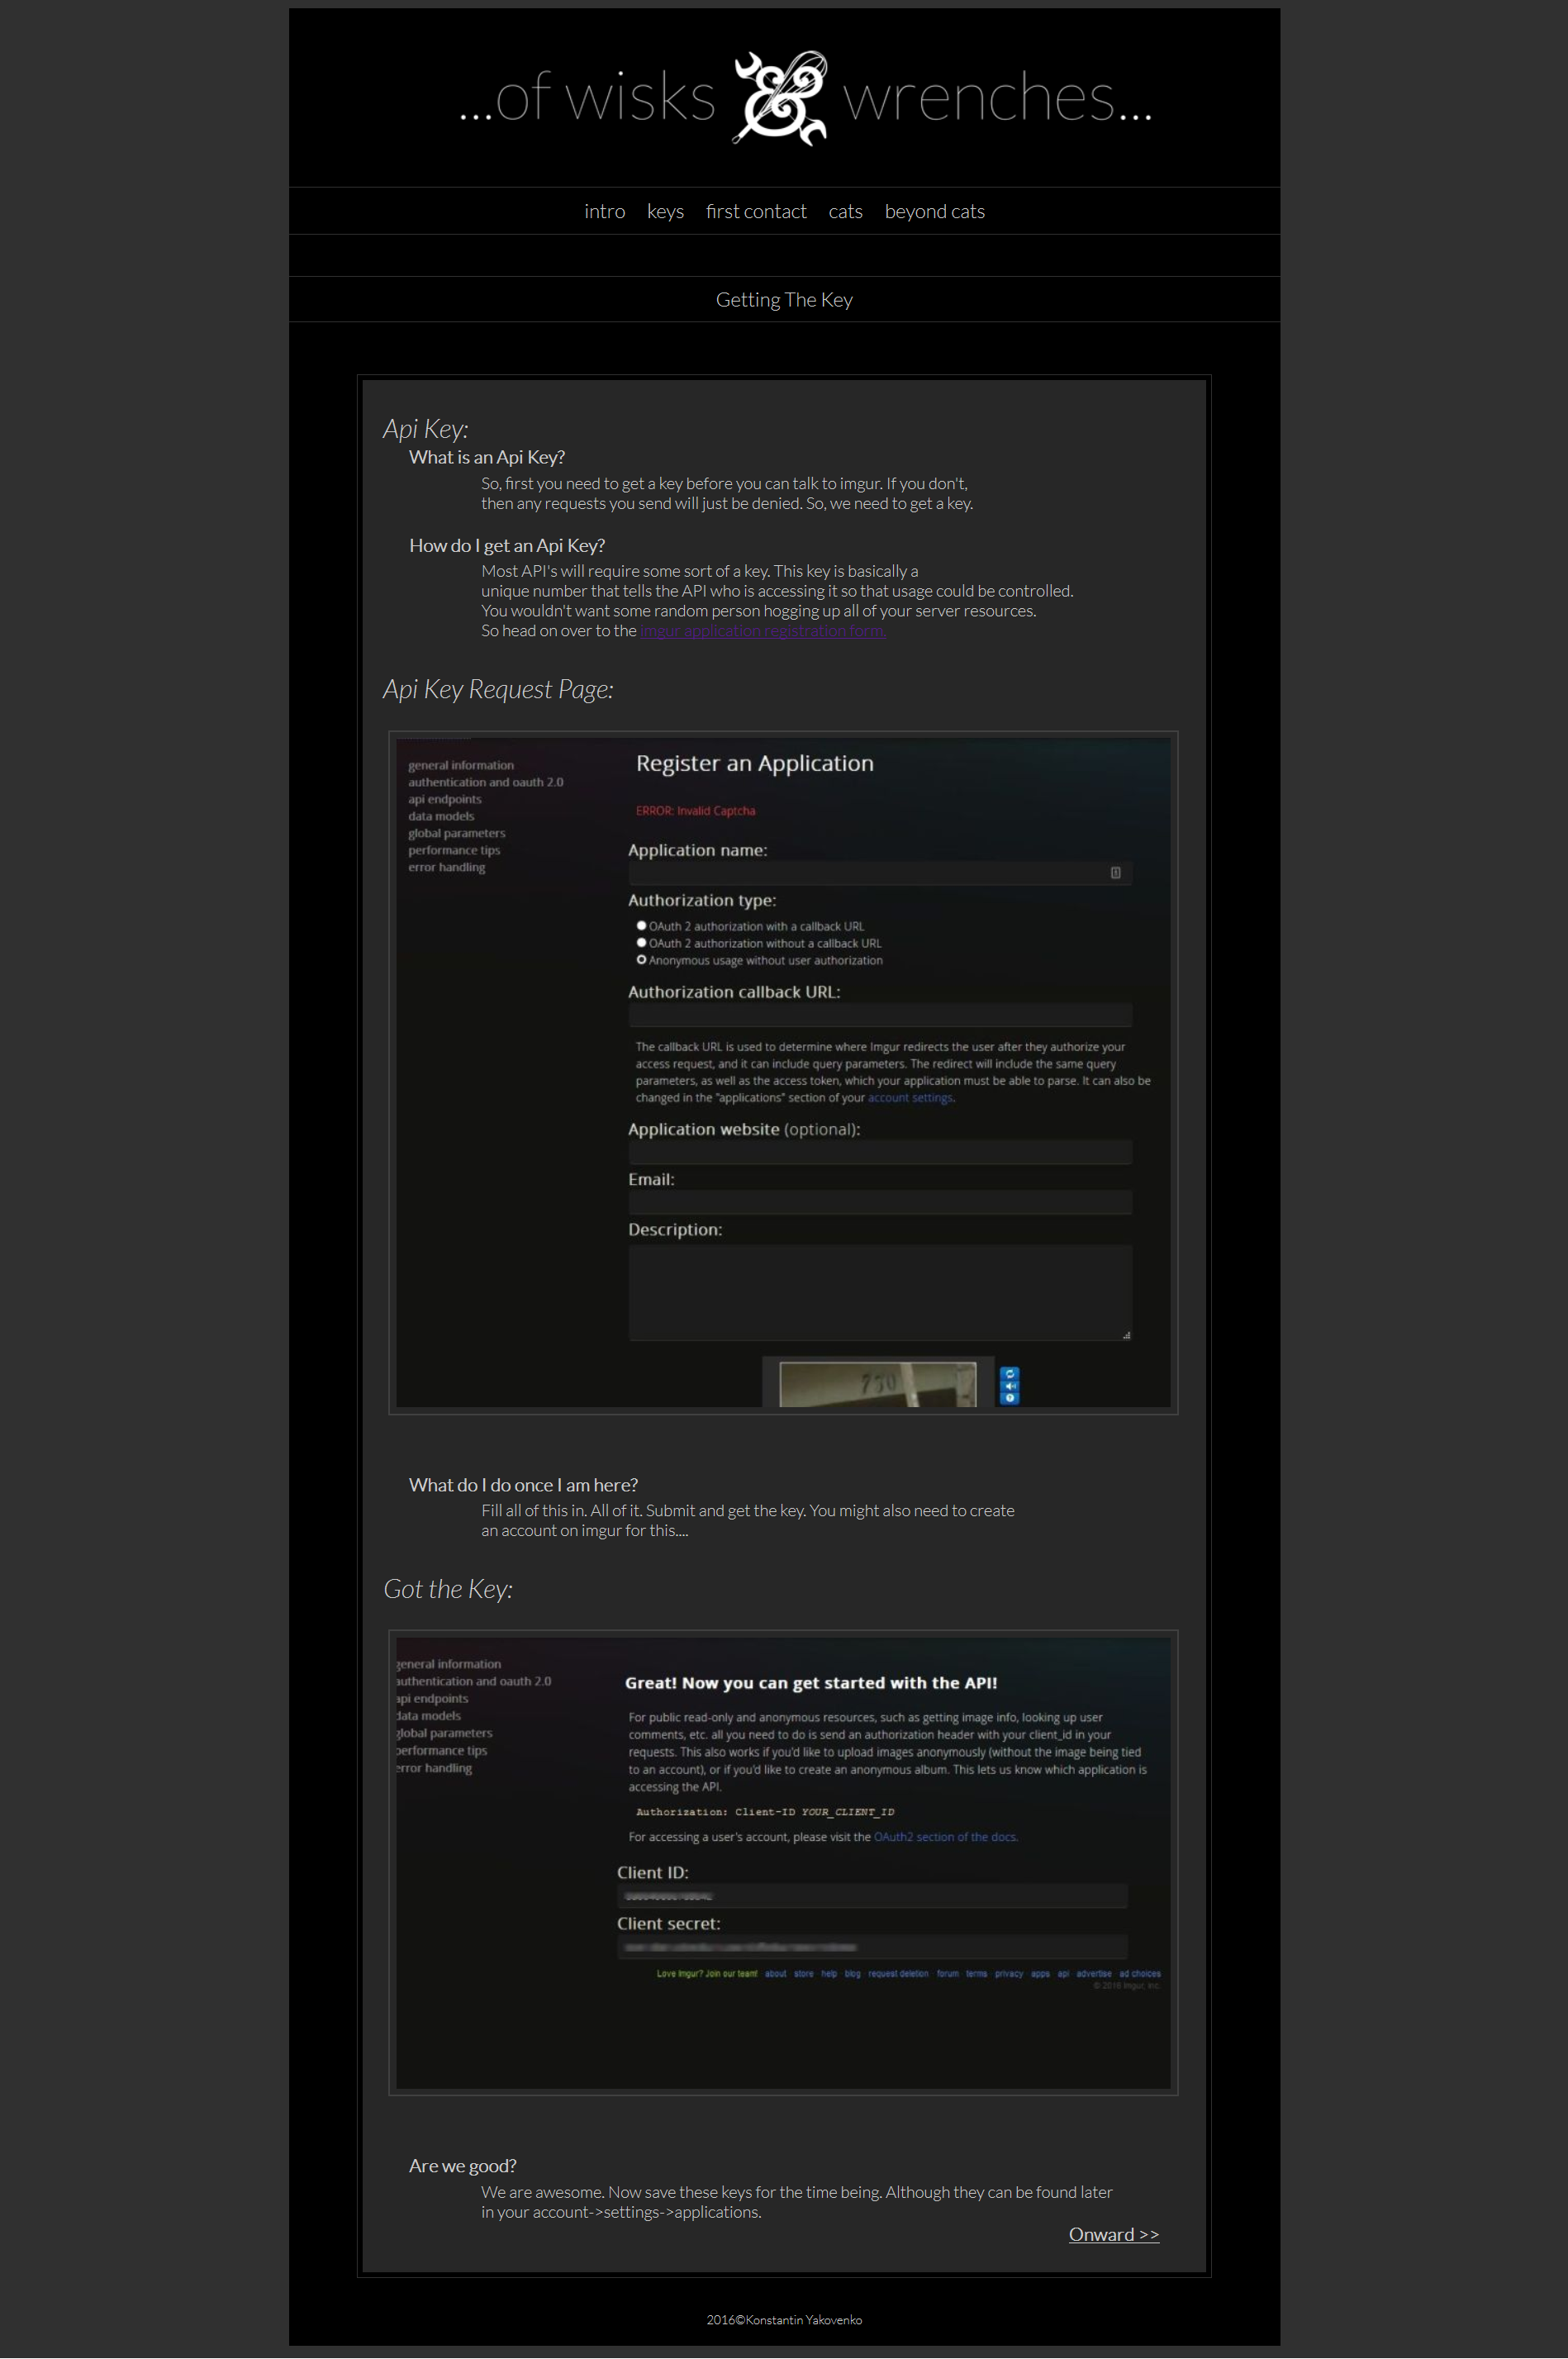 ...of wisks & wrenches...
intro keys first contact cats beyond cats
Getting The Key
Api Key:
What is an Api Key?
So, first you need to get a key before you can talk to imgur. If you don't,
then any requests you send will just be denied. So, we need to get a key.
How do I get an Api Key?
Most API's will require some sort of a key. This key is basically a
unique number that tells the API who is accessing it so that usage could be controlled.
You wouldn't want some random person hogging up all of your server resources.
So head on over to the imgur application registration form.
Api Key Request Page:
general information
authentication and oauth 2.0
api endpoints
data models
global parameters
performance tips
error handling
Register an Application
ERROR: Invalid Captcha
Application name:
Authorization type:
OAuth 2 authorization with a callback URL
OAuth 2 authorization without a callback URL
Anonymous usage without user authorization
Authorization callback URL:
The callback URL is used to determine where Imgur redirects the user after they authorize your
access request, and it can include query parameters. The redirect will include the same query
parameters, as well as the access token, which your application must be able to parse. It can also be
changed in the "applications" section of your account settings.
Application website (optional):
Email:
Description:
730
What do I do once I am here?
Fill all of this in. All of it. Submit and get the key. You might also need to create
an account on imgur for this....
Got the Key:
general information
authentication and oauth 2.0
api endpoints
data models
global parameters
performance tips
error handling
Great! Now you can get started with the API!
For public read-only and anonymous resources, such as getting image info, looking up user
comments, etc. all you need to do is send an authorization header with your client_id in your
requests. This also works if you'd like to upload images anonymously (without the image being tied
to an account), or if you'd like to create an anonymous album. This lets us know which application is
accessing the API.
Authorization: Client-ID YOUR_CLIENT_ID
For accessing a user's account, please visit the OAuth2 section of the docs.
Client ID:
Client secret:
Love Imgur? Join our team! about · store · help · blog · request deletion · forum · terms · privacy · apps · api · advertise · ad choices
© 2016 Imgur, Inc.
Are we good?
We are awesome. Now save these keys for the time being. Although they can be found later
in your account->settings->applications.
Onward >>
2016©Konstantin Yakovenko